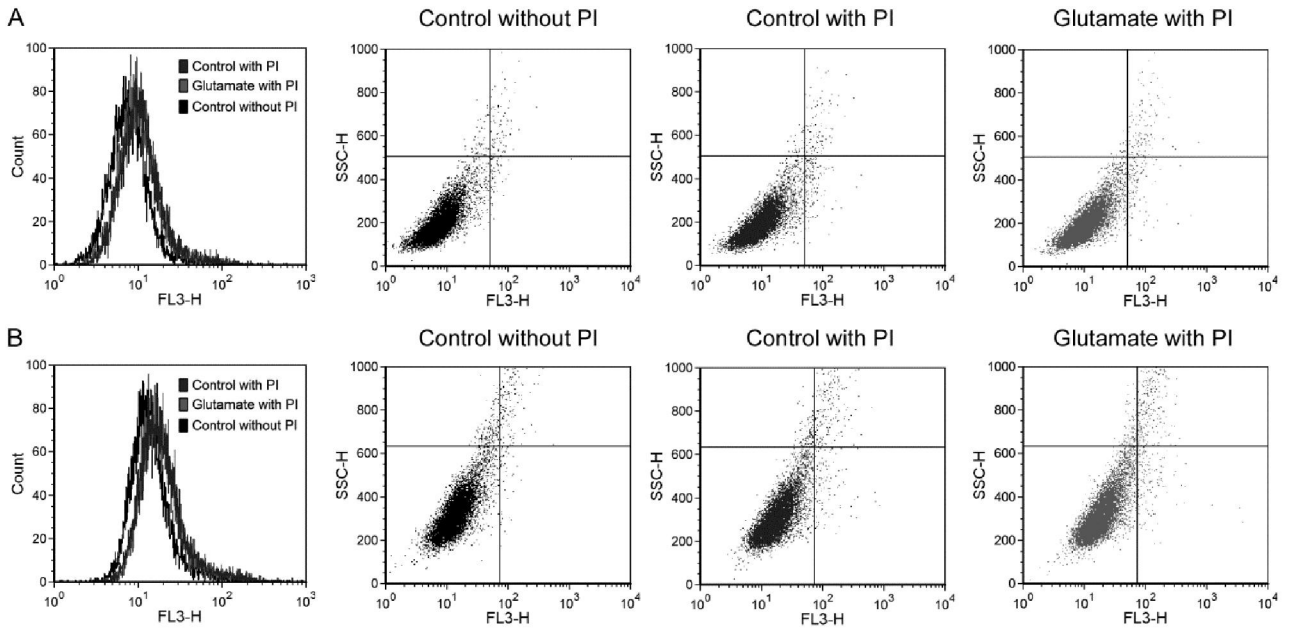 A
Control without PI
Control with PI
Glutamate with PI
100
80
60
40
20
0
Count
Control with PI
Glutamate with PI
Control without PI
10^0 10^1 10^2 10^3
FL3-H
1000
800
600
400
200
0
SSC-H
10^0 10^1 10^2 10^3 10^4
FL3-H
1000
800
600
400
200
0
SSC-H
10^0 10^1 10^2 10^3 10^4
FL3-H
1000
800
600
400
200
0
SSC-H
10^0 10^1 10^2 10^3 10^4
FL3-H
B
Control without PI
Control with PI
Glutamate with PI
100
80
60
40
20
0
Count
Control with PI
Glutamate with PI
Control without PI
10^0 10^1 10^2 10^3
FL3-H
1000
800
600
400
200
0
SSC-H
10^0 10^1 10^2 10^3 10^4
FL3-H
1000
800
600
400
200
0
SSC-H
10^0 10^1 10^2 10^3 10^4
FL3-H
1000
800
600
400
200
0
SSC-H
10^0 10^1 10^2 10^3 10^4
FL3-H